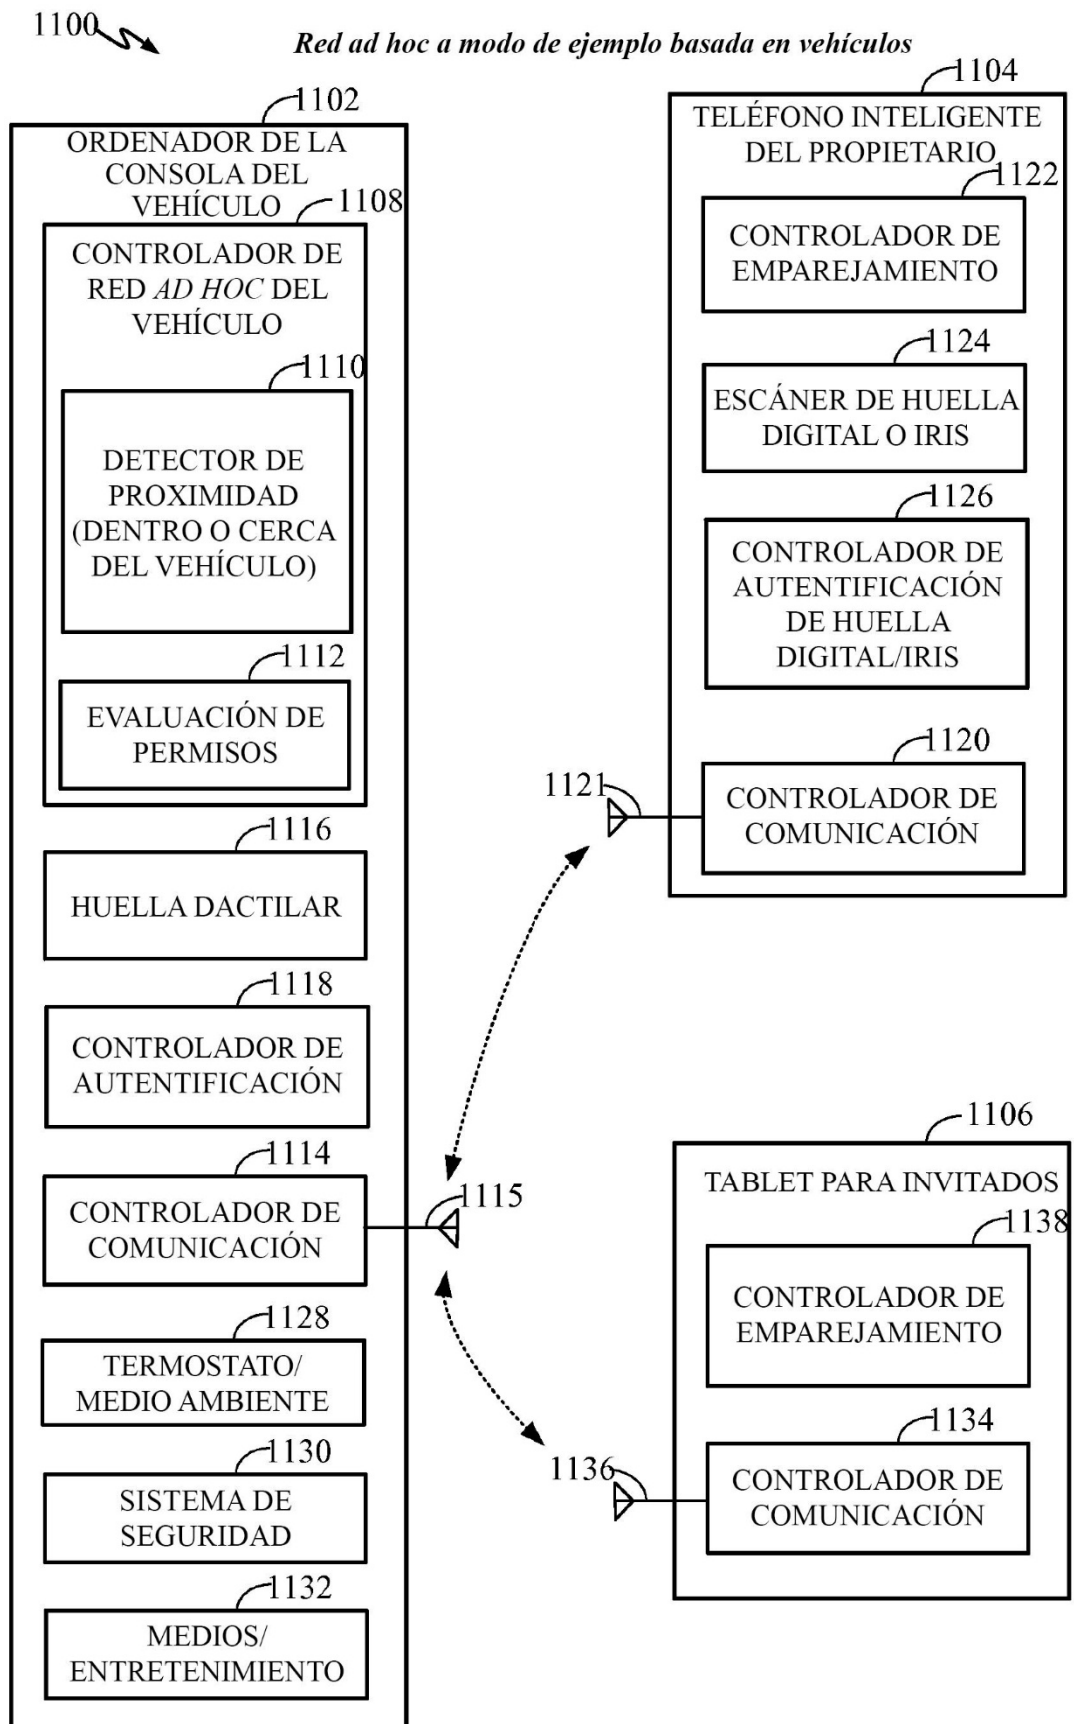 1100
Red ad hoc a modo de ejemplo basada en vehículos
1102
ORDENADOR DE LA
CONSOLA DEL
VEHÍCULO
1108
CONTROLADOR DE
RED AD HOC DEL
VEHÍCULO
1110
DETECTOR DE
PROXIMIDAD
(DENTRO O CERCA
DEL VEHÍCULO)
1112
EVALUACIÓN DE
PERMISOS
1116
HUELLA DACTILAR
1118
CONTROLADOR DE
AUTENTIFICACIÓN
1114
CONTROLADOR DE
COMUNICACIÓN
1115
1128
TERMOSTATO/
MEDIO AMBIENTE
1130
SISTEMA DE
SEGURIDAD
1132
MEDIOS/
ENTRETENIMIENTO
1104
TELÉFONO INTELIGENTE
DEL PROPIETARIO
1122
CONTROLADOR DE
EMPAREJAMIENTO
1124
ESCÁNER DE HUELLA
DIGITAL O IRIS
1126
CONTROLADOR DE
AUTENTIFICACIÓN
DE HUELLA
DIGITAL/IRIS
1120
1121
CONTROLADOR DE
COMUNICACIÓN
1106
TABLET PARA INVITADOS
1138
CONTROLADOR DE
EMPAREJAMIENTO
1134
1136
CONTROLADOR DE
COMUNICACIÓN